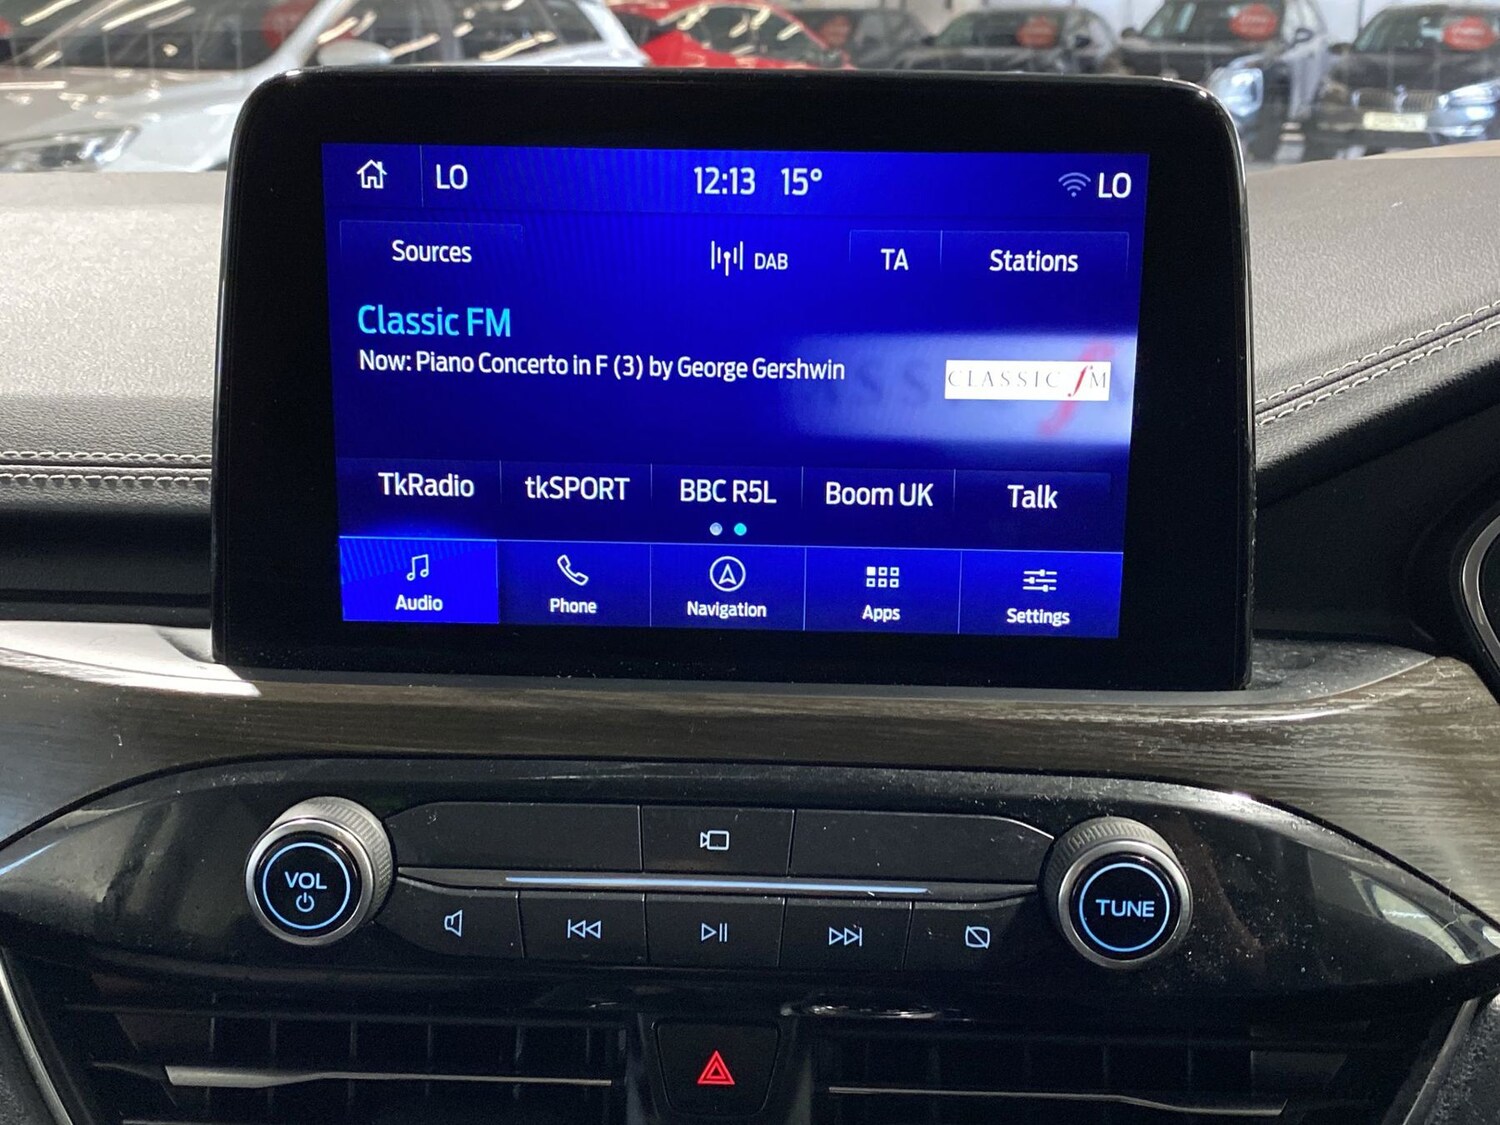 LO
12:13 15°
LO
Sources
DAB
TA
Stations
Classic FM
Now: Piano Concerto in F (3) by George Gershwin
CLASSIC fM
TkRadio
tkSPORT
BBC R5L
Boom UK
Talk
Audio
Phone
Navigation
Apps
Settings
VOL
TUNE